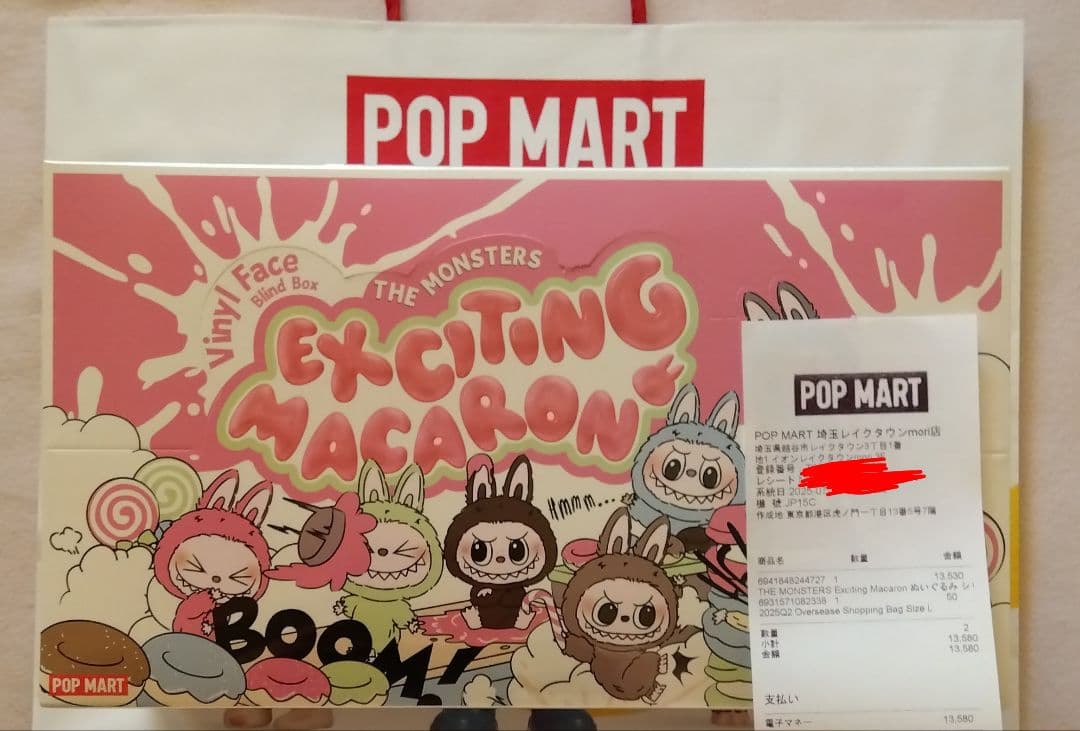 POP MART
Vinyl Face
Blind Box
THE MONSTERS
EXCITING
MACARON
Hmmm...
BOOM!
POP MART
POP MART
POP MART 埼玉レイクタウンmori店
埼玉県越谷市レイクタウン3丁目1番
地1 イオンレイクタウンmori
登録番号
レシート
系統日 2025
機 號 JP15C
作成地 東京都港区虎ノ門一丁目13番5号7階
商品名 数量 金額
6941848244727 1 13,530
THE MONSTERS Exciting Macaron ぬいぐるみ シ
6931571082338 1 50
2025Q2 Oversease Shopping Bag Size L
数量 2
小計 13,580
金額 13,580
支払い
電子マネー 13,580